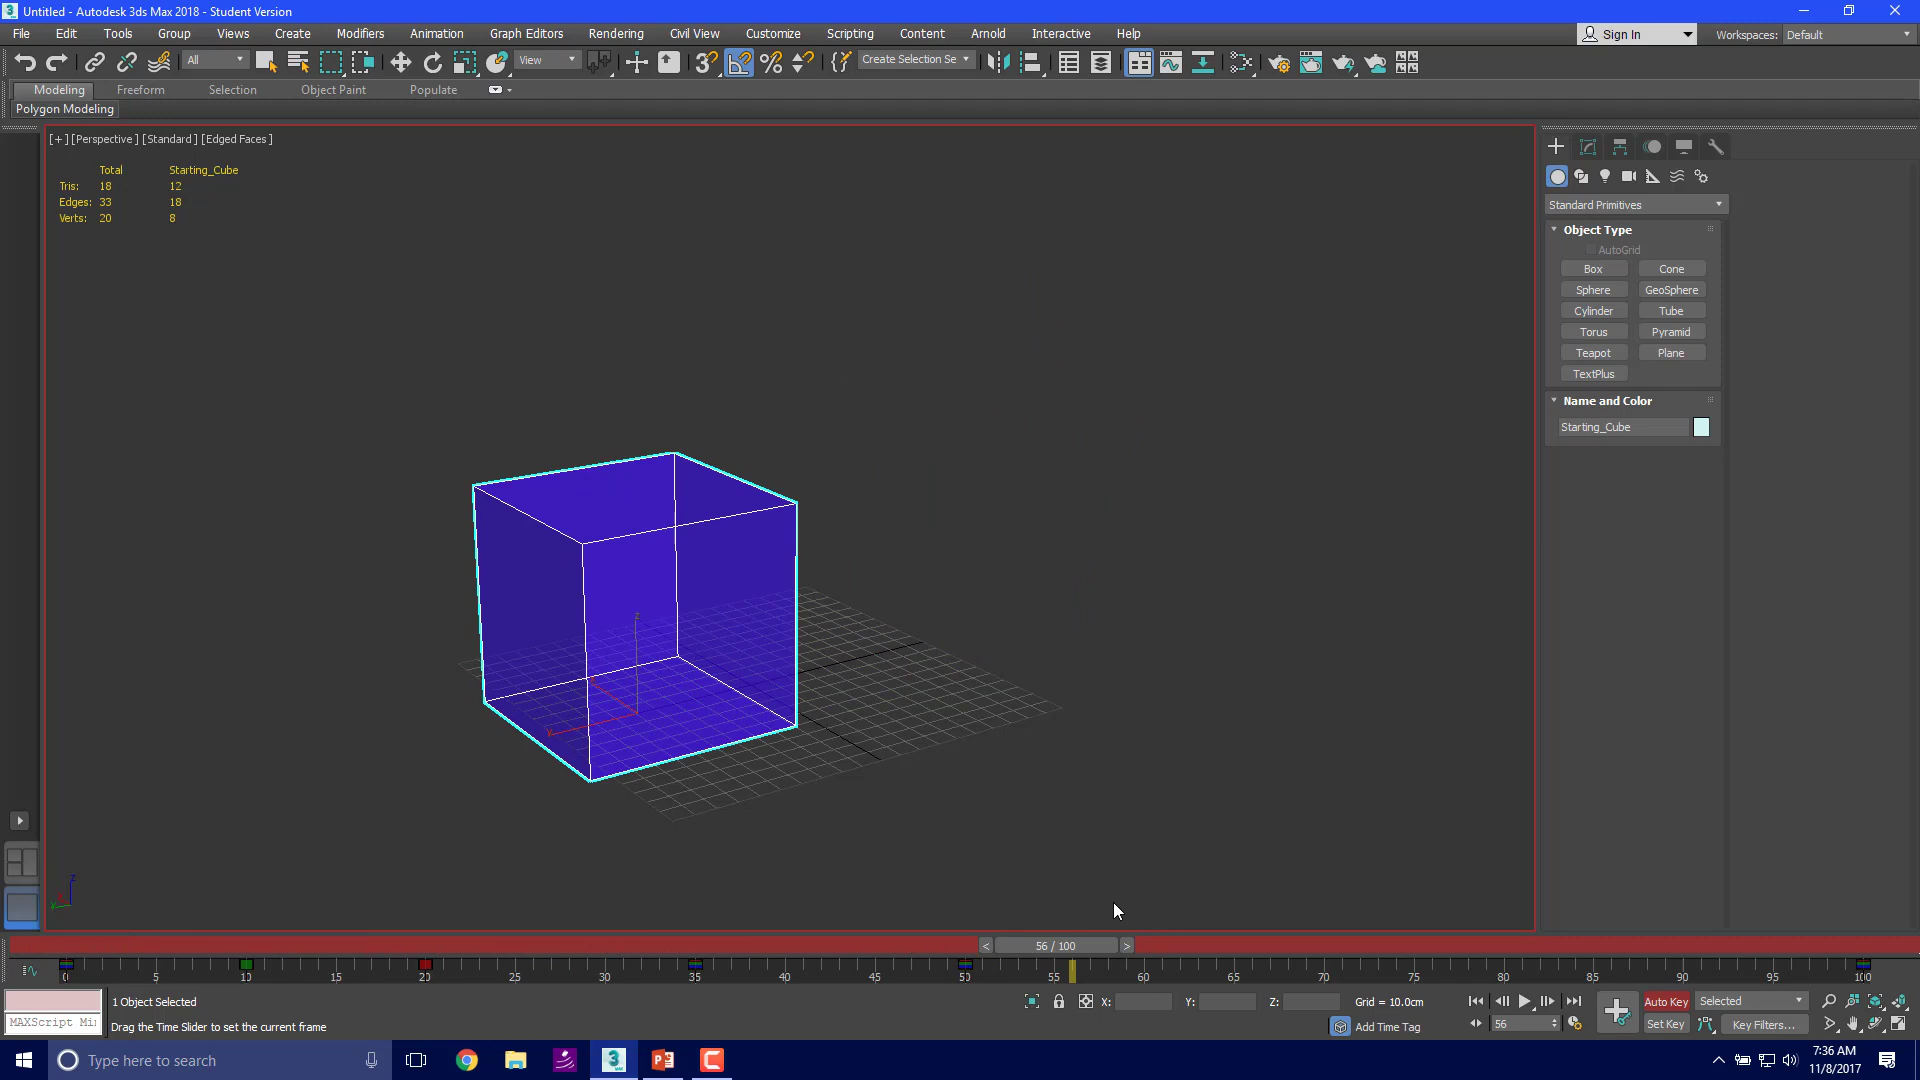 Untitled - Autodesk 3ds Max 2018 - Student Version
File Edit Tools Group Views Create Modifiers Animation Graph Editors Rendering Civil View Customize Scripting Content Arnold Interactive Help Sign In Workspaces: Default
All View Create Selection Se
Modeling Freeform Selection Object Paint Populate
Polygon Modeling
[+] [Perspective] [Standard] [Edged Faces]
Total Starting_Cube
Tris: 18 12
Edges: 33 18
Verts: 20 8
Standard Primitives
Object Type
AutoGrid
Box Cone
Sphere GeoSphere
Cylinder Tube
Torus Pyramid
Teapot Plane
TextPlus
Name and Color
Starting_Cube
z
y
z
y
< 56 / 100 >
0 5 10 15 20 25 30 35 40 45 50 55 60 65 70 75 80 85 90 95 100
1 Object Selected X: Y: Z: Grid = 10.0cm Auto Key Selected
MAXScript Mi Drag the Time Slider to set the current frame Add Time Tag 56 Set Key Key Filters...
Type here to search
7:36 AM
11/8/2017